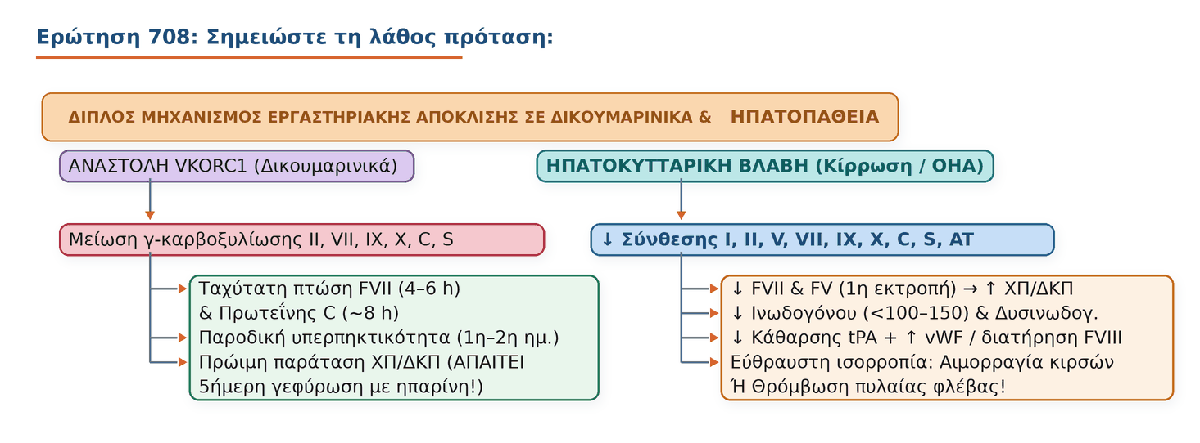 Ερώτηση 708: Σημειώστε τη λάθος πρόταση:
ΔΙΠΛΟΣ ΜΗΧΑΝΙΣΜΟΣ ΕΡΓΑΣΤΗΡΙΑΚΗΣ ΑΠΟΚΛΙΣΗΣ ΣΕ ΔΙΚΟΥΜΑΡΙΝΙΚΑ & ΗΠΑΤΟΠΑΘΕΙΑ
ΑΝΑΣΤΟΛΗ VKORC1 (Δικουμαρινικά)
Μείωση γ-καρβοξυλίωσης II, VII, IX, X, C, S
Ταχύτατη πτώση FVII (4–6 h)
& Πρωτεΐνης C (~8 h)
Παροδική υπερπηκτικότητα (1η–2η ημ.)
Πρώιμη παράταση ΧΠ/ΔΚΠ (ΑΠΑΙΤΕΙ
5ήμερη γεφύρωση με ηπαρίνη!)
ΗΠΑΤΟΚΥΤΤΑΡΙΚΗ ΒΛΑΒΗ (Κίρρωση / ΟΗΑ)
↓ Σύνθεσης I, II, V, VII, IX, X, C, S, AT
↓ FVII & FV (1η εκτροπή) → ↑ ΧΠ/ΔΚΠ
↓ Ινωδογόνου (<100–150) & Δυσινωδογ.
↓ Κάθαρσης tPA + ↑ vWF / διατήρηση FVIII
Εύθραυστη ισορροπία: Αιμορραγία κιρσών
Ή Θρόμβωση πυλαίας φλέβας!